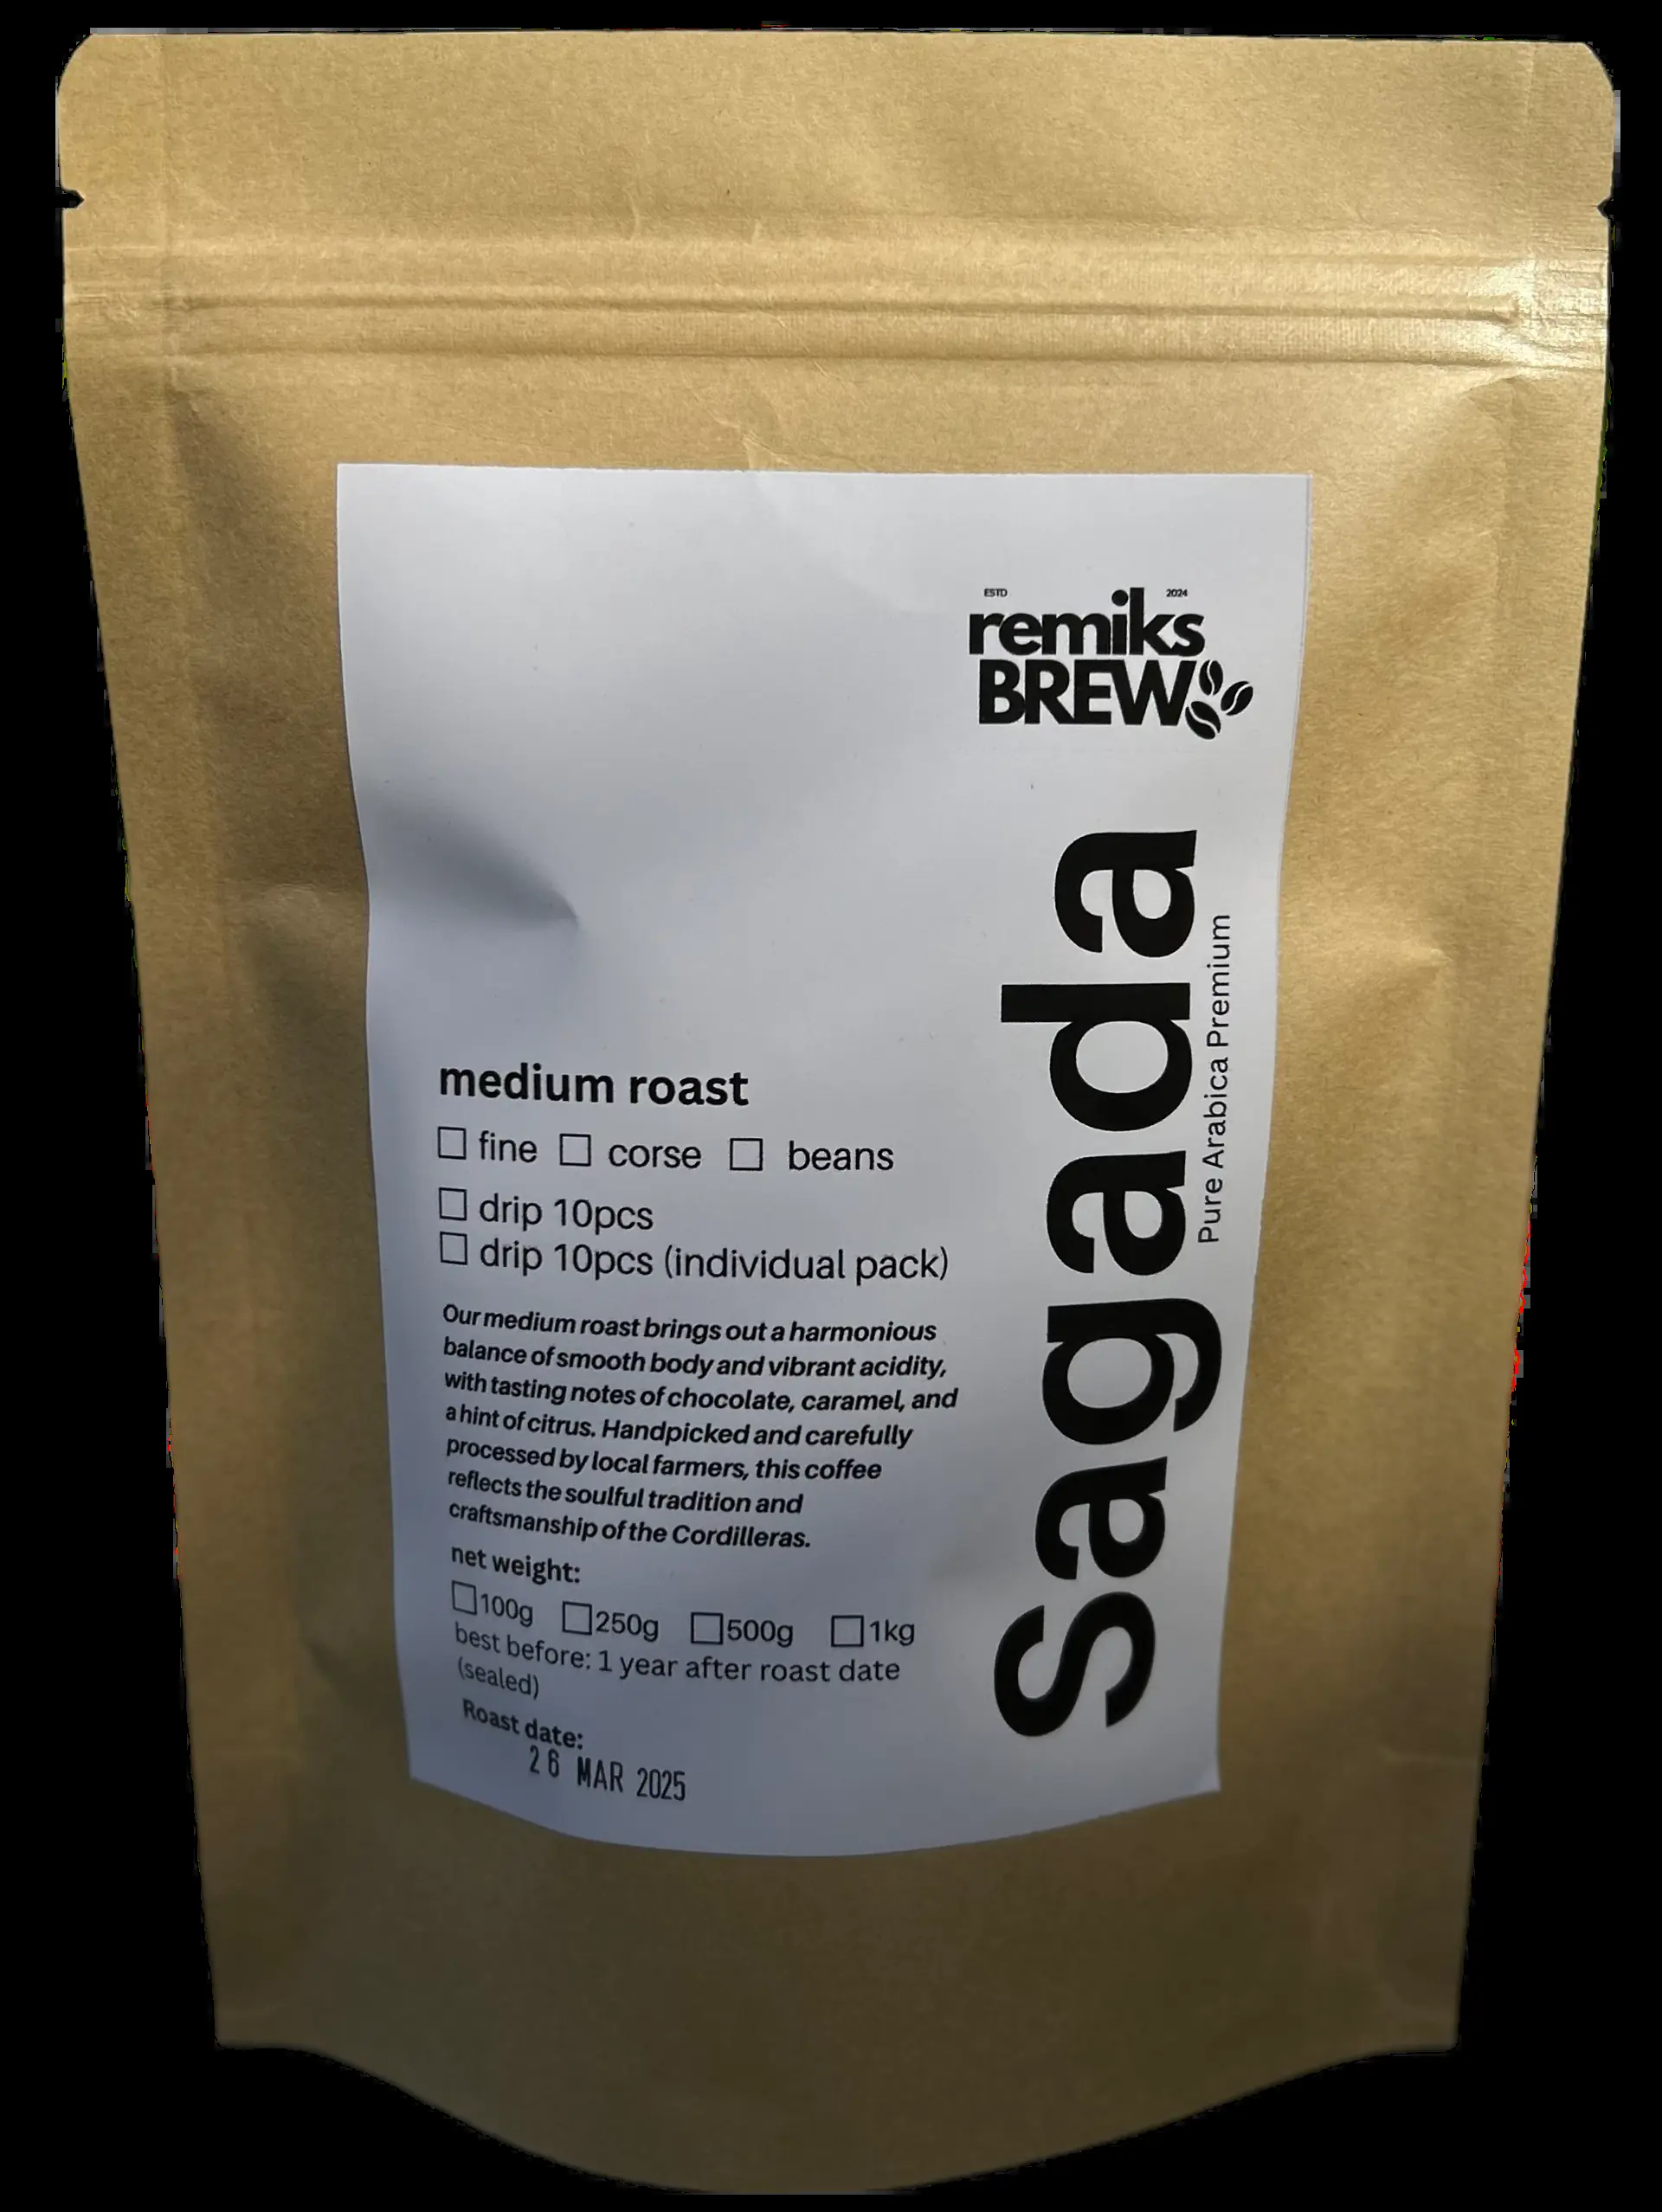 ESTD 2024
remiks
BREW
Sagada
Pure Arabica Premium
medium roast
☐ fine ☐ corse ☐ beans
☐ drip 10pcs
☐ drip 10pcs (individual pack)
Our medium roast brings out a harmonious
balance of smooth body and vibrant acidity,
with tasting notes of chocolate, caramel, and
a hint of citrus. Handpicked and carefully
processed by local farmers, this coffee
reflects the soulful tradition and
craftsmanship of the Cordilleras.
net weight:
☐100g ☐250g ☐500g ☐1kg
best before: 1 year after roast date
(sealed)
Roast date:
26 MAR 2025